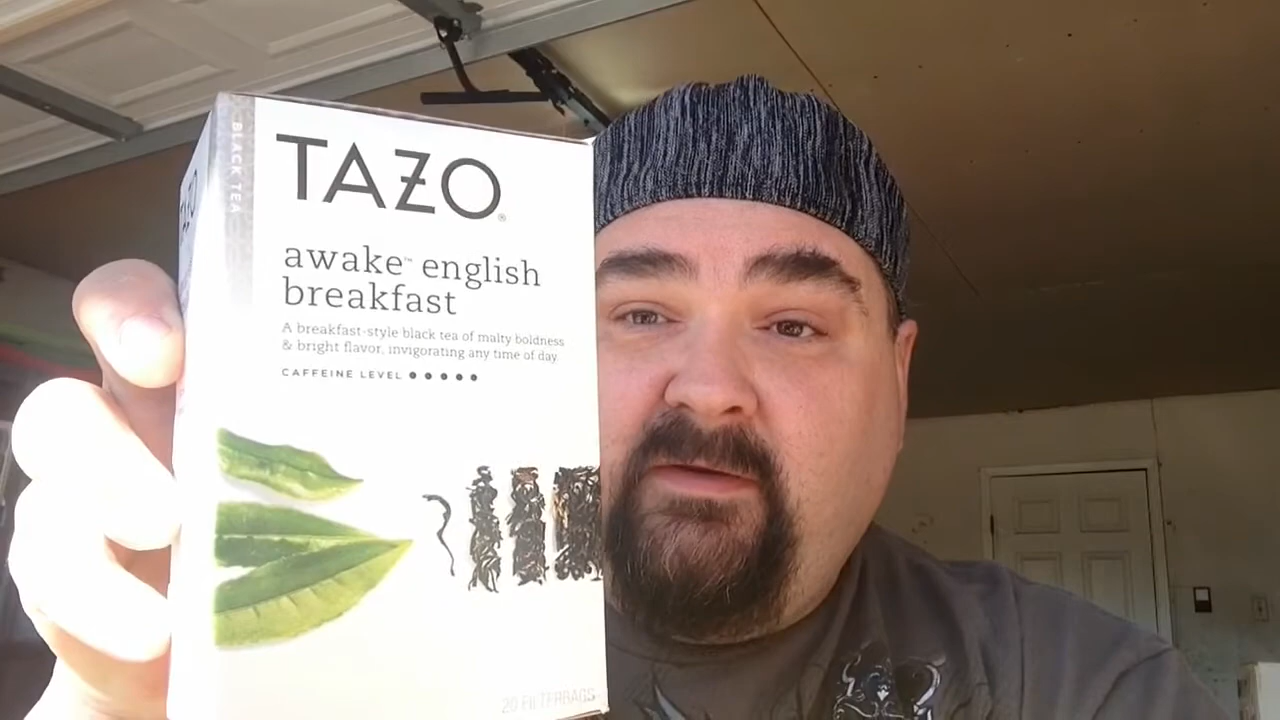 BLACK TEA
TAZO
TAZO®
awake™ english
breakfast
A breakfast-style black tea of malty boldness
& bright flavor, invigorating any time of day.
CAFFEINE LEVEL
20 FILTERBAGS